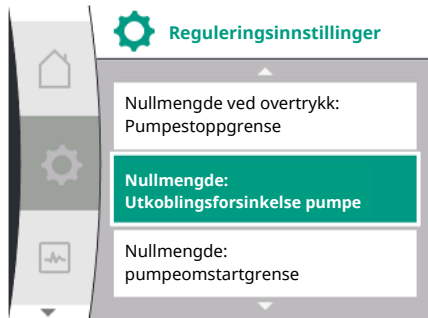 Reguleringsinnstillinger
Nullmengde ved overtrykk:
Pumpestoppgrense
Nullmengde:
Utkoblingsforsinkelse pumpe
Nullmengde:
pumpeomstartgrense